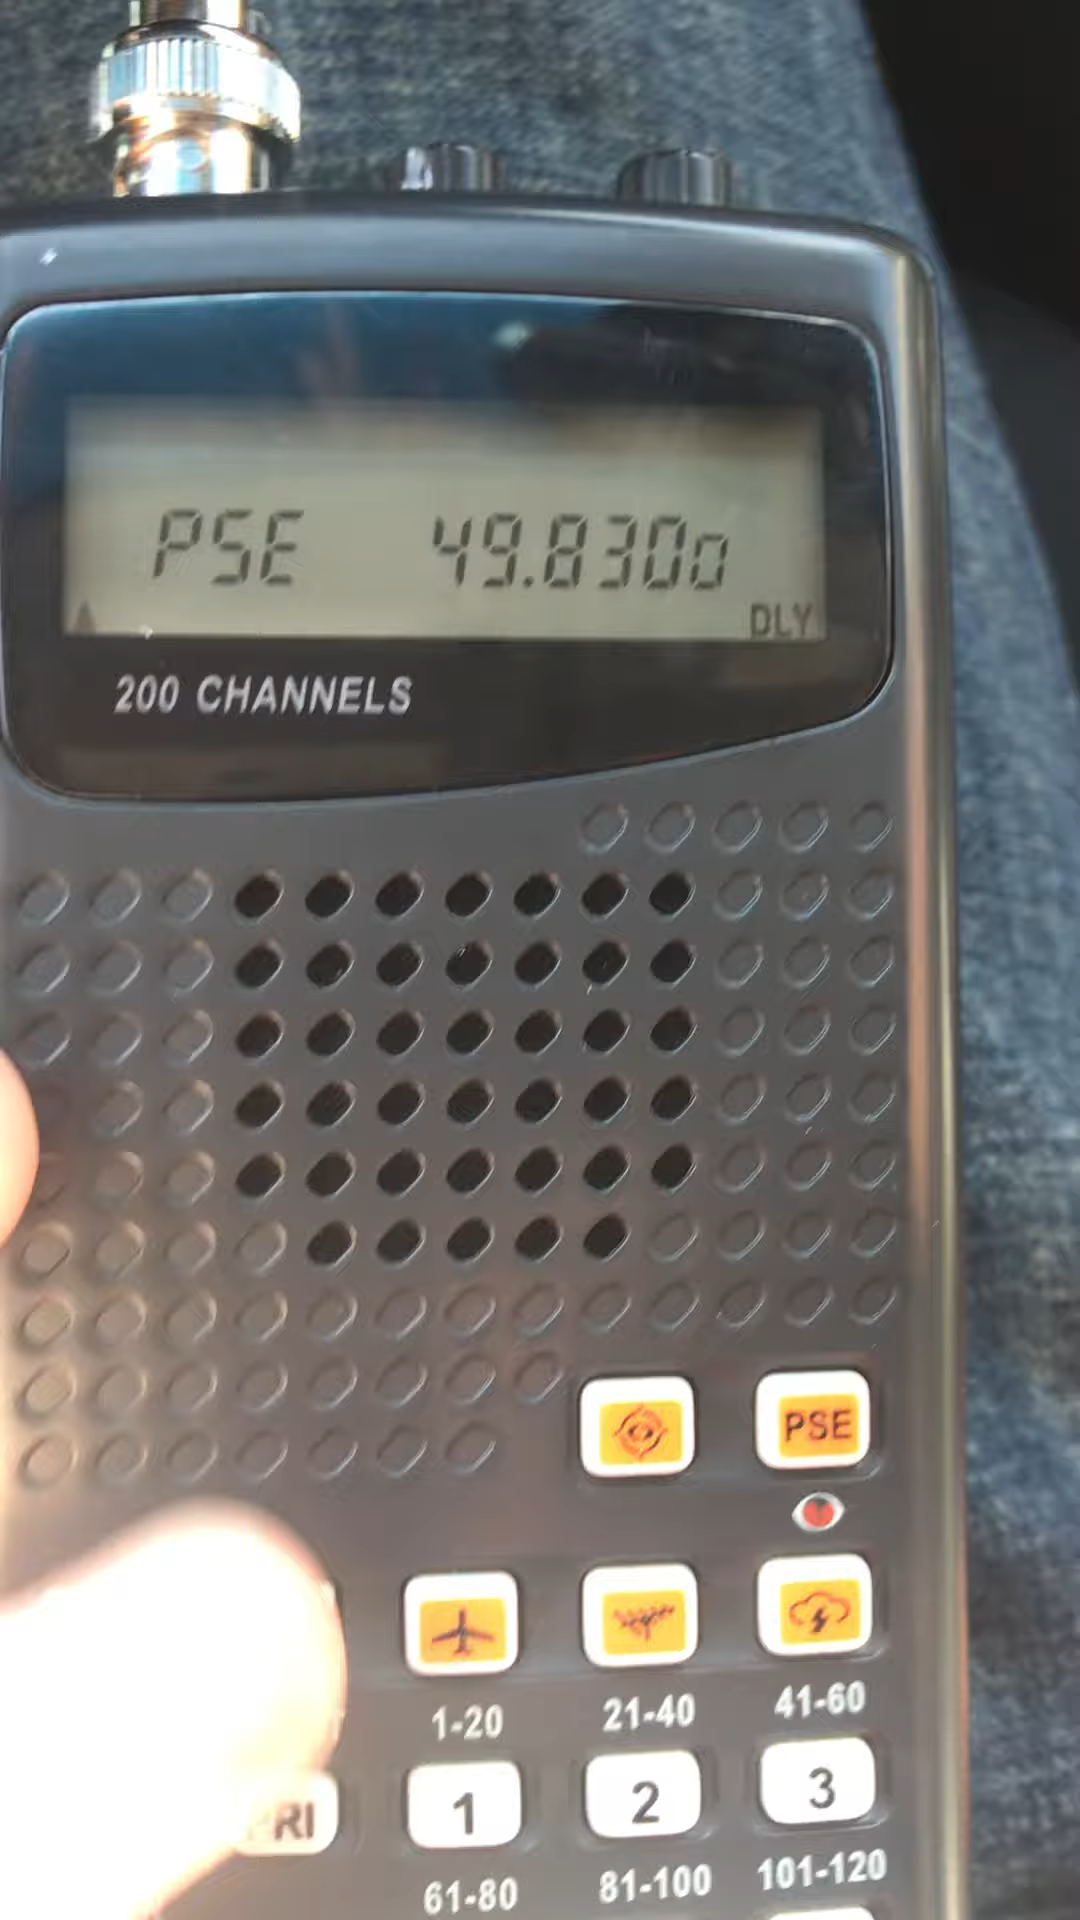 PSE 49.8300
DLY
200 CHANNELS
PSE
1-20 21-40 41-60
PRI 1 2 3
61-80 81-100 101-120